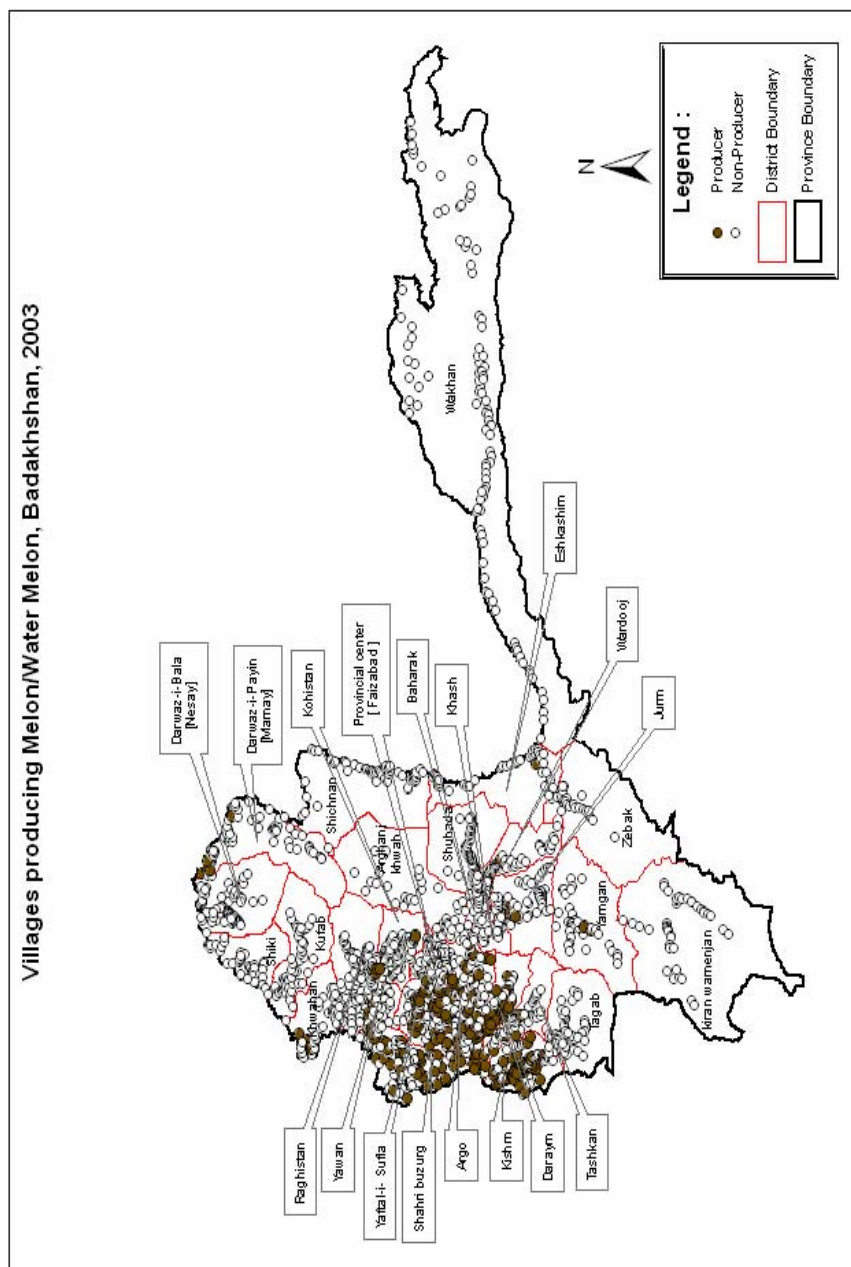 Villages producing Melon/Water Melon, Badakhshan, 2003
Darwaz-i-Bala
[Nesay]
Darwaz-i-Payin
[Mamay]
Kohistan
Provincial center
[ Faizabad ]
Baharak
Khash
Eshkashim
Wardooj
Jurm
Raghistan
Yawan
Yaftal-i- Sufla
Shahri buzurg
Argo
Kishm
Daraym
Tashkan
Shiki
Kufab
Khwahan
Shichnan
Arghanj
khwah
Shuhada
Zebak
Yamgan
Tagab
kiran wamenjan
Wakhan
N
Legend :
Producer
Non-Producer
District Boundary
Province Boundary